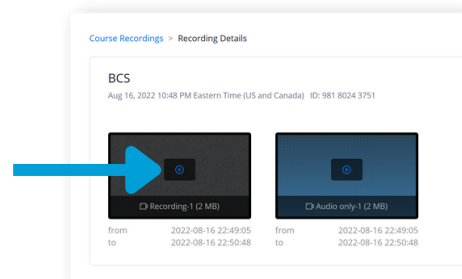 Course Recordings > Recording Details
BCS
Aug 16, 2022 10:48 PM Eastern Time (US and Canada) ID: 981 8024 3751
Recording-1 (2 MB)
Audio only-1 (2 MB)
from 2022-08-16 22:49:05
to 2022-08-16 22:50:48
from 2022-08-16 22:49:05
to 2022-08-16 22:50:48